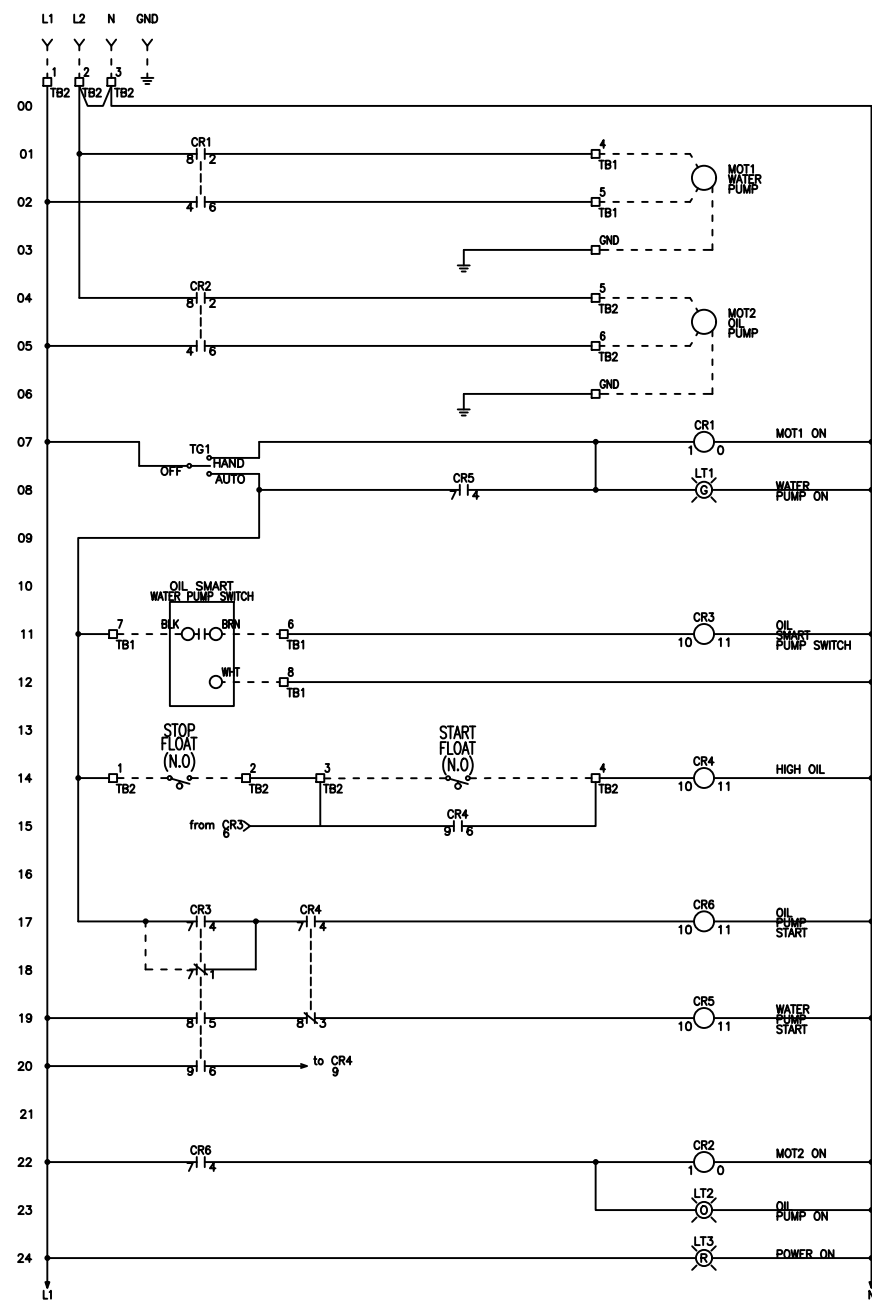 L1 L2 N GND
1 2 3
TB2 TB2 TB2
00
CR1
01 8 2 4 MOT1
TB1 WATER
PUMP
02 4 6 5
TB1
03 GND
CR2
04 8 2 5 MOT2
TB2 OIL
PUMP
05 4 6 6
TB2
06 GND
CR1
07 1 0 MOT1 ON
TG1
OFF HAND
AUTO
CR5 LT1
08 7 4 G WATER
PUMP ON
09
10
OIL SMART
WATER PUMP SWITCH
CR3
11 7 BLK BRN 6 10 11 OIL
TB1 TB1 SMART
PUMP SWITCH
12 WHT 8
TB1
13
STOP START
FLOAT FLOAT
(N.O) (N.O)
CR4
14 1 2 3 4 10 11 HIGH OIL
TB2 TB2 TB2 TB2
CR4
15 from CR3 9 6
6
16
CR3 CR4 CR6
17 7 4 7 4 10 11 OIL
PUMP
START
18 7 1
CR5
19 8 5 8 3 10 11 WATER
PUMP
START
20 9 6 to CR4
9
21
CR6 CR2
22 7 4 1 0 MOT2 ON
LT2
23 O OIL
PUMP ON
LT3
24 R POWER ON
L1 N